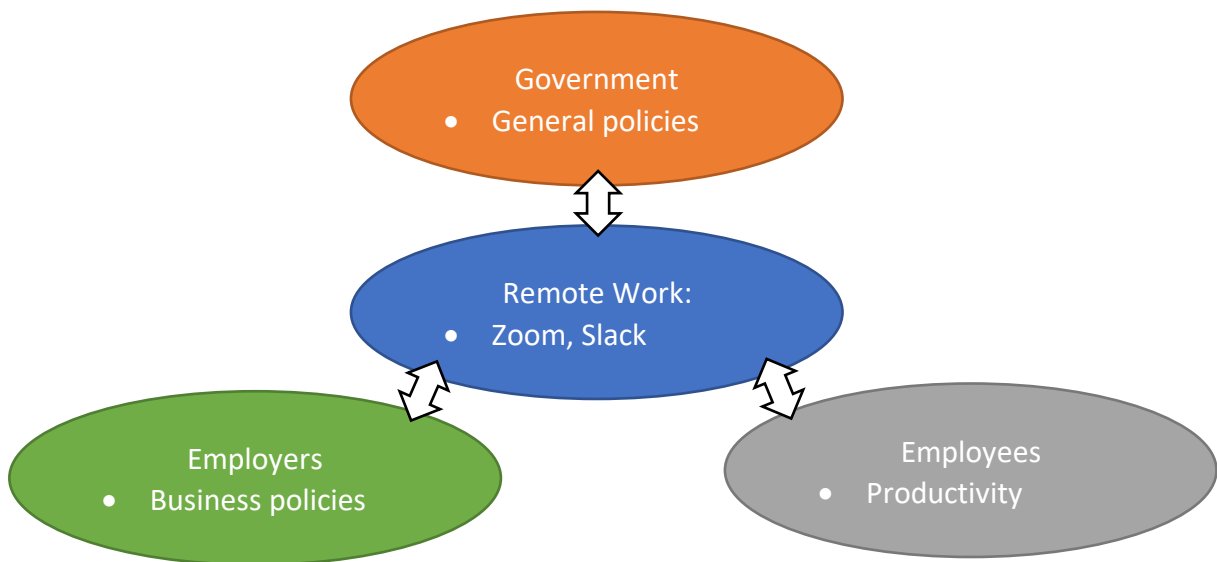 Government
• General policies
Remote Work:
• Zoom, Slack
Employers
• Business policies
Employees
• Productivity